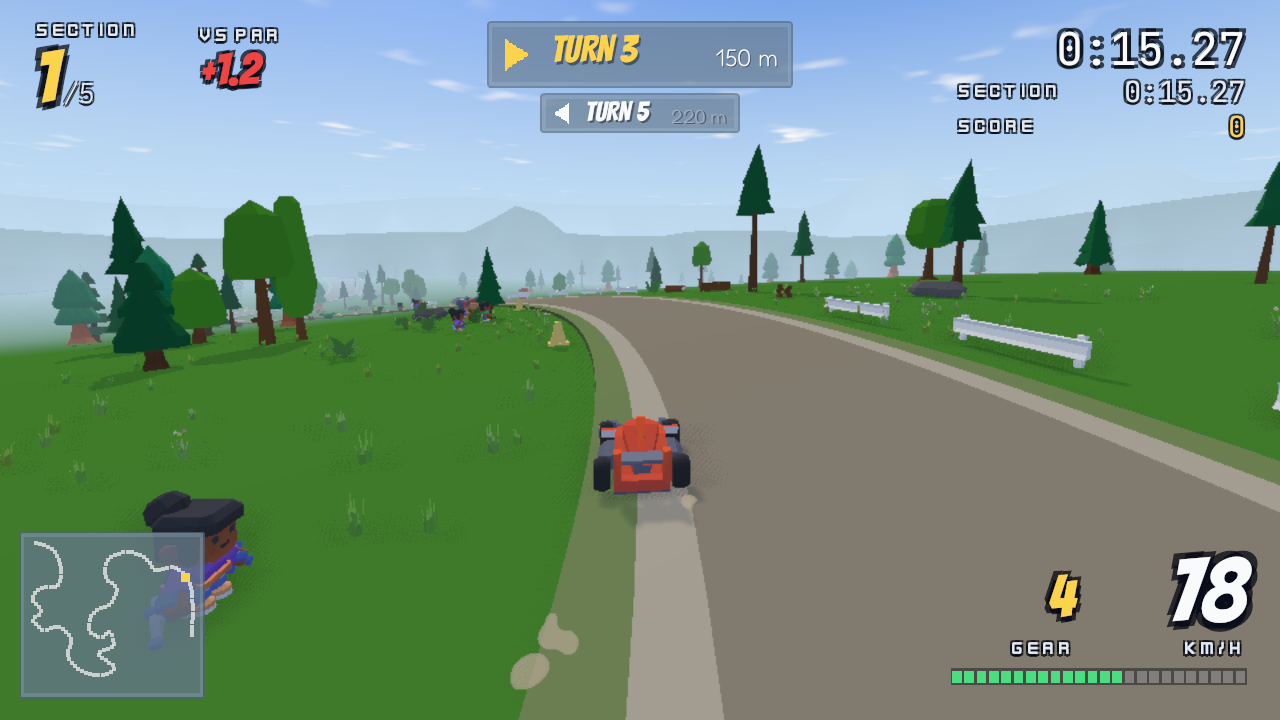 SECTION
1/5
VS PAR
+1.2
TURN 3
150 m
TURN 5
220 m
0:15.27
SECTION 0:15.27
SCORE 0
4
GEAR
78
KM/H